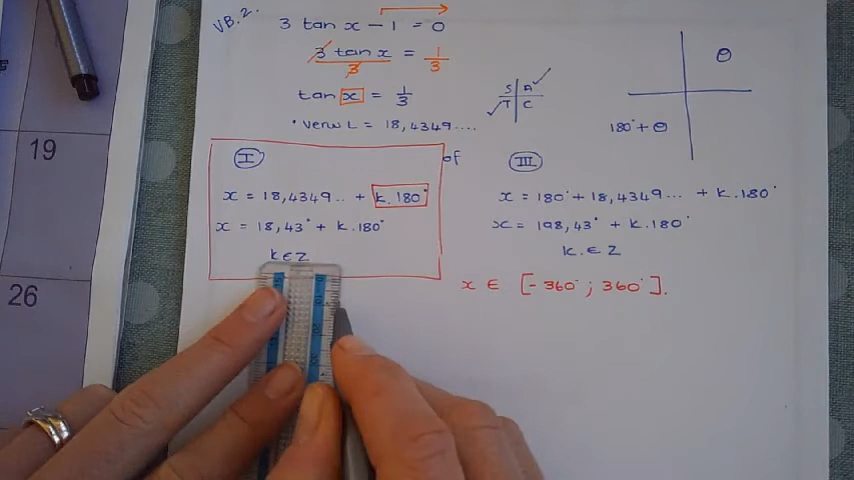 VB.2.
3 tan x - 1 = 0
3 tan x / 3 = 1/3
tan x = 1/3
• verw L = 18,4349....
S A
T C
θ
180° + θ
I
x = 18,4349.. + k.180°
x = 18,43° + k.180°
k ∈ Z
of
III
x = 180° + 18,4349... + k.180°
x = 198,43° + k.180°
k. ∈ Z
x ∈ [-360° ; 360°].
19
26